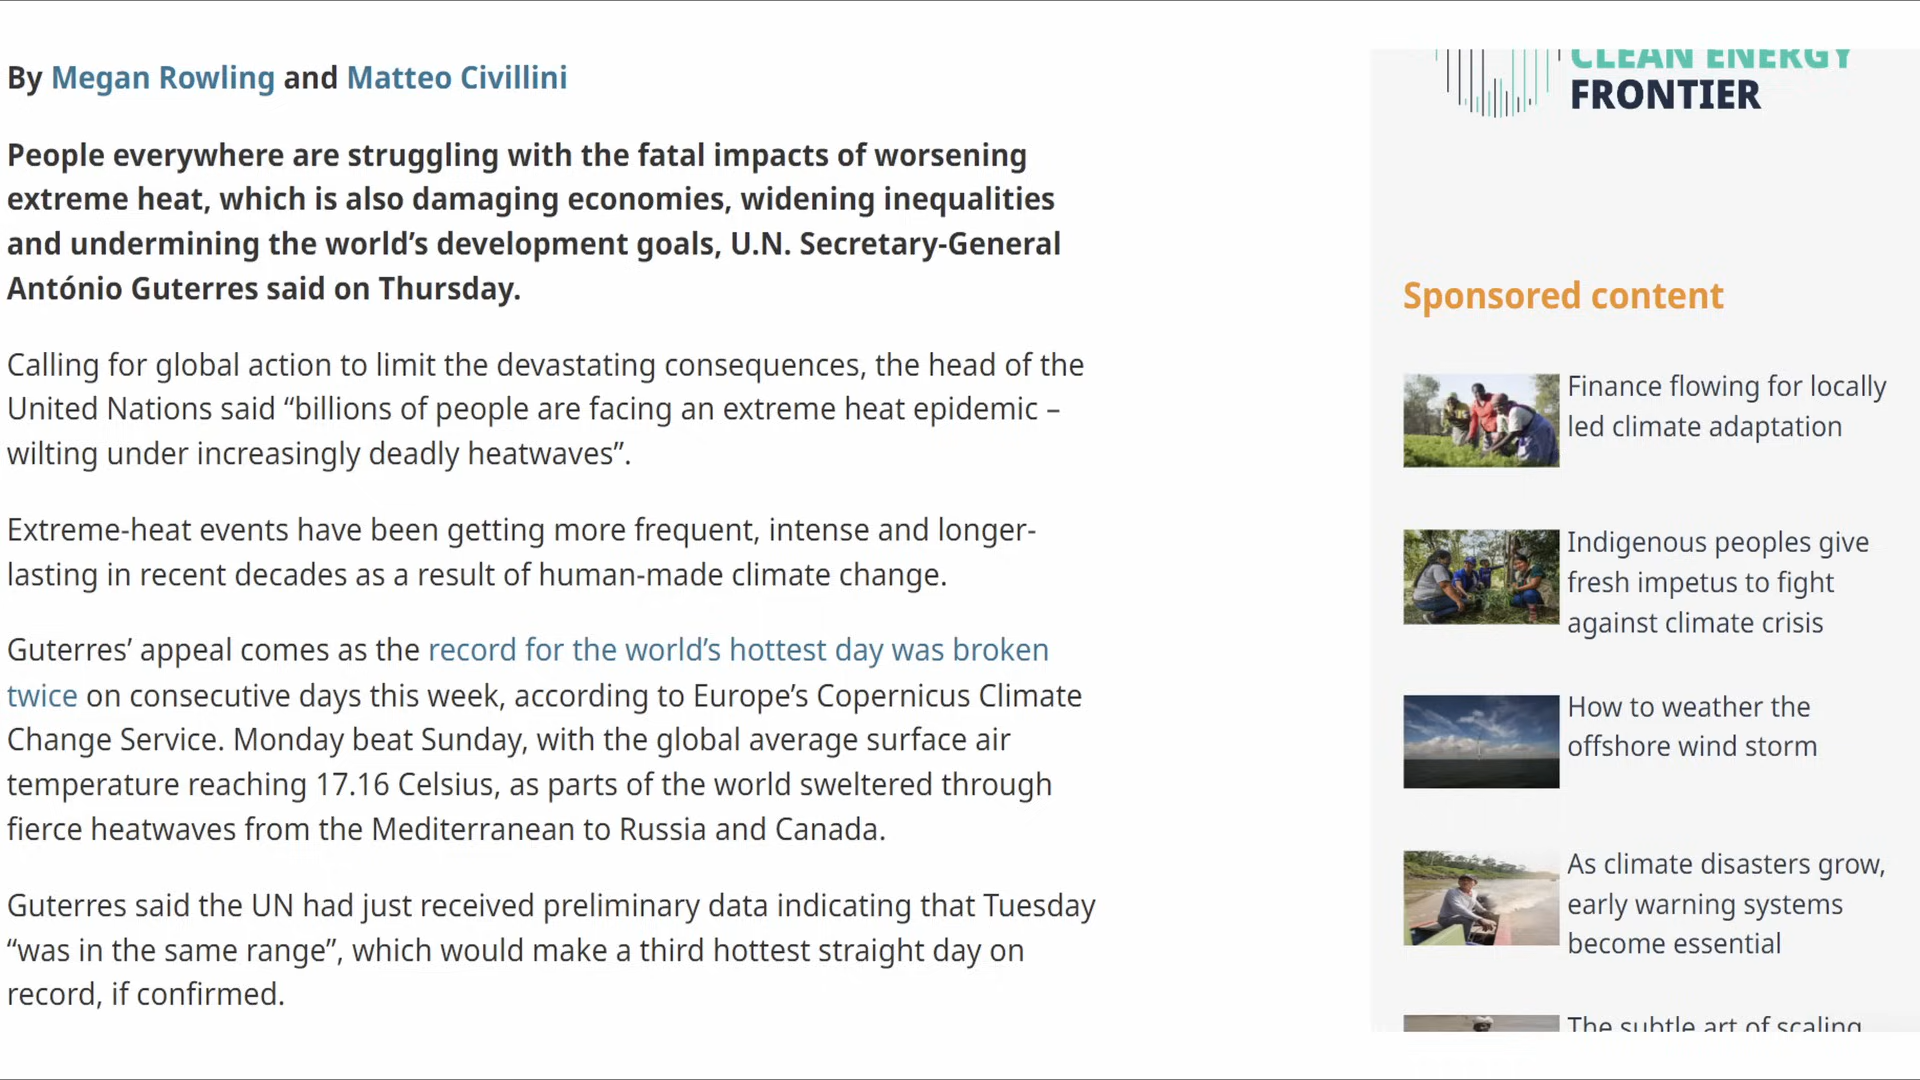 By Megan Rowling and Matteo Civillini
People everywhere are struggling with the fatal impacts of worsening
extreme heat, which is also damaging economies, widening inequalities
and undermining the world’s development goals, U.N. Secretary-General
António Guterres said on Thursday.
Calling for global action to limit the devastating consequences, the head of the
United Nations said “billions of people are facing an extreme heat epidemic –
wilting under increasingly deadly heatwaves”.
Extreme-heat events have been getting more frequent, intense and longer-
lasting in recent decades as a result of human-made climate change.
Guterres’ appeal comes as the record for the world’s hottest day was broken
twice on consecutive days this week, according to Europe’s Copernicus Climate
Change Service. Monday beat Sunday, with the global average surface air
temperature reaching 17.16 Celsius, as parts of the world sweltered through
fierce heatwaves from the Mediterranean to Russia and Canada.
Guterres said the UN had just received preliminary data indicating that Tuesday
“was in the same range”, which would make a third hottest straight day on
record, if confirmed.
CLEAN ENERGY
FRONTIER
Sponsored content
Finance flowing for locally
led climate adaptation
Indigenous peoples give
fresh impetus to fight
against climate crisis
How to weather the
offshore wind storm
As climate disasters grow,
early warning systems
become essential
The subtle art of scaling